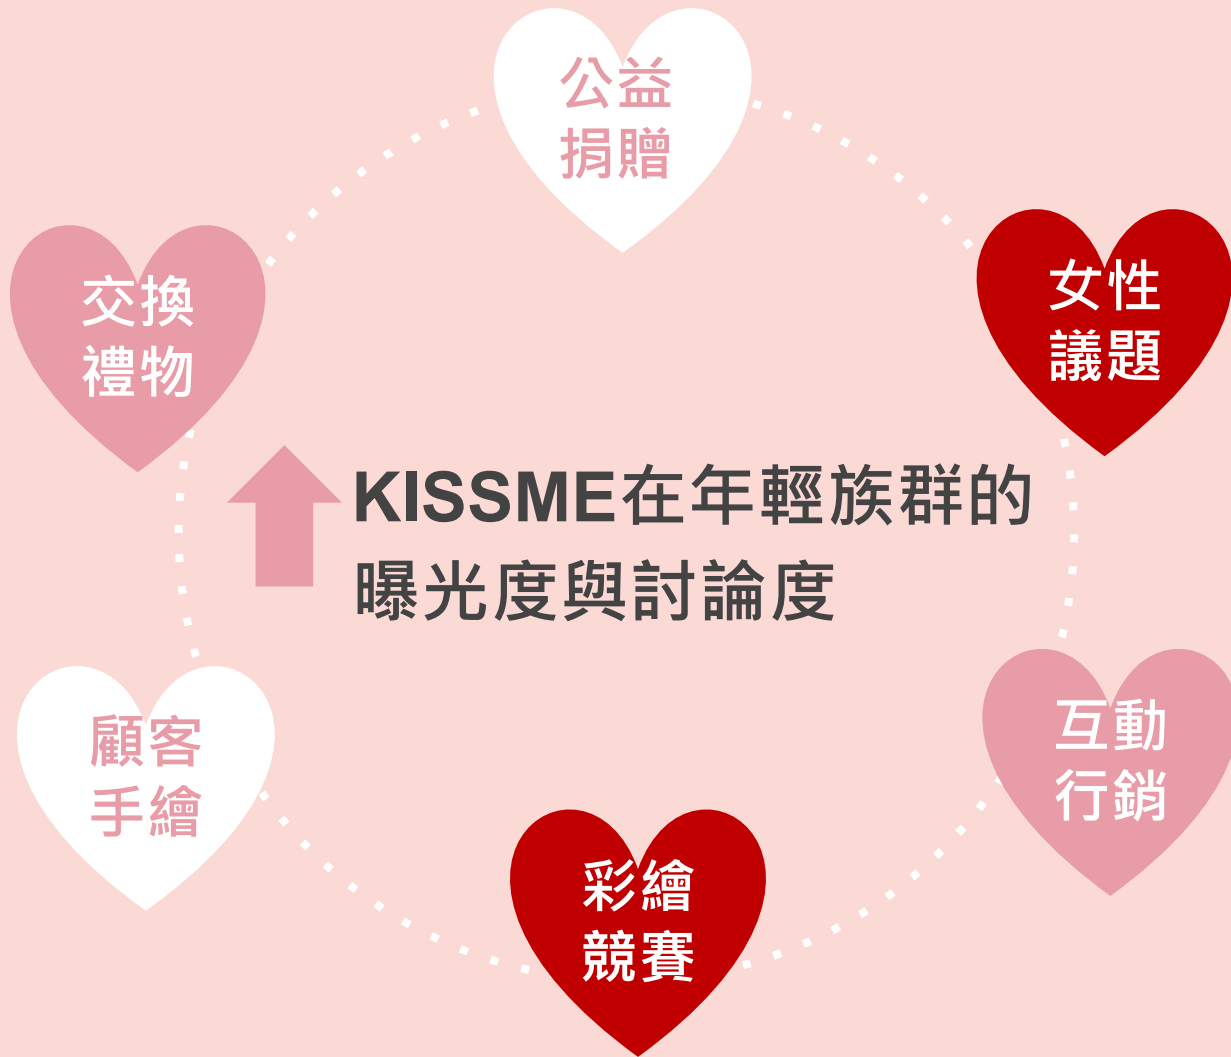 公益
捐贈
女性
議題
交換
禮物
KISSME在年輕族群的
曝光度與討論度
互動
行銷
顧客
手繪
彩繪
競賽